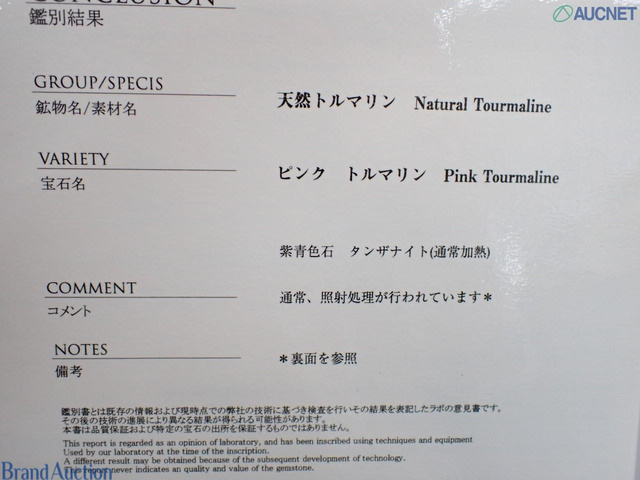 CONCLUSION
鑑別結果
AUCNET
GROUP/SPECIS
鉱物名/素材名
天然トルマリン Natural Tourmaline
VARIETY
宝石名
ピンク トルマリン Pink Tourmaline
紫青色石 タンザナイト(通常加熱)
COMMENT
コメント
通常、照射処理が行われています*
NOTES
備考
*裏面を参照
鑑別書とは既存の情報および現時点での弊社の技術に基づき検査を行いその結果を表記したラボの意見書です。
その後の技術の進展により異なる結果が得られる可能性があります。
本書は品質保証および特定の宝石の出所を保証するものではありません。
This report is regarded as an opinion of laboratory, and has been inscribed using techniques and equipment
Used by our laboratory at the time of the inscription.
A different result may be obtained because of the subsequent development of technology.
This report never indicates an quality and value of the gemstone.
Brand Auction